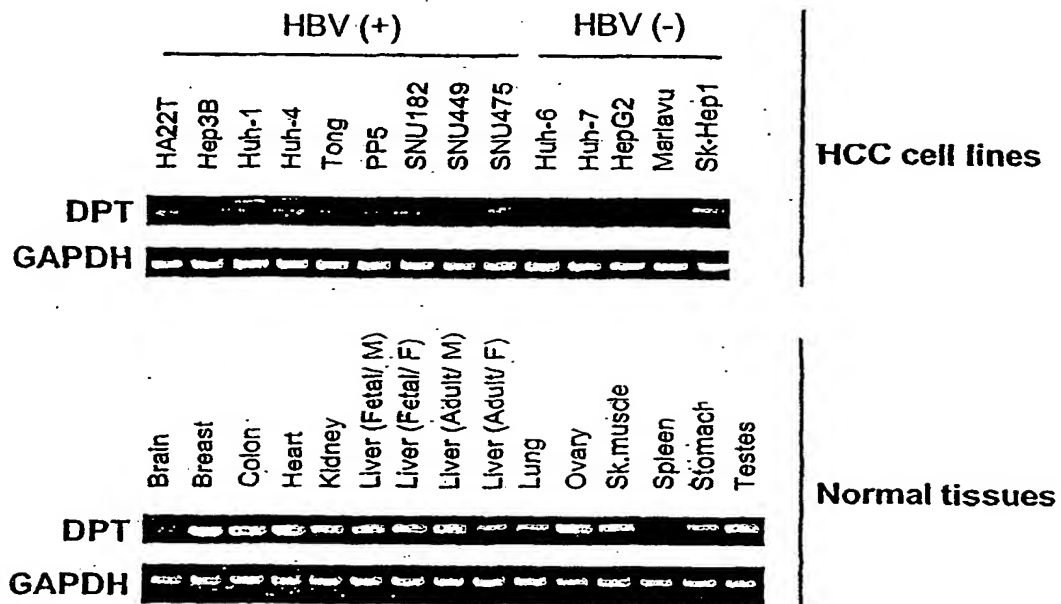 HBV (+) HBV (-)
HA22T Hep3B Huh-1 Huh-4 Tong PP5 SNU182 SNU449 SNU475 Huh-6 Huh-7 HepG2 Marlavu Sk-Hep1
HCC cell lines
DPT
GAPDH
Brain Breast Colon Heart Kidney Liver (Fetal/ M) Liver (Fetal/ F) Liver (Adult/ M) Liver (Adult/ F) Lung Ovary Sk.muscle Spleen Stomach Testes
Normal tissues
DPT
GAPDH